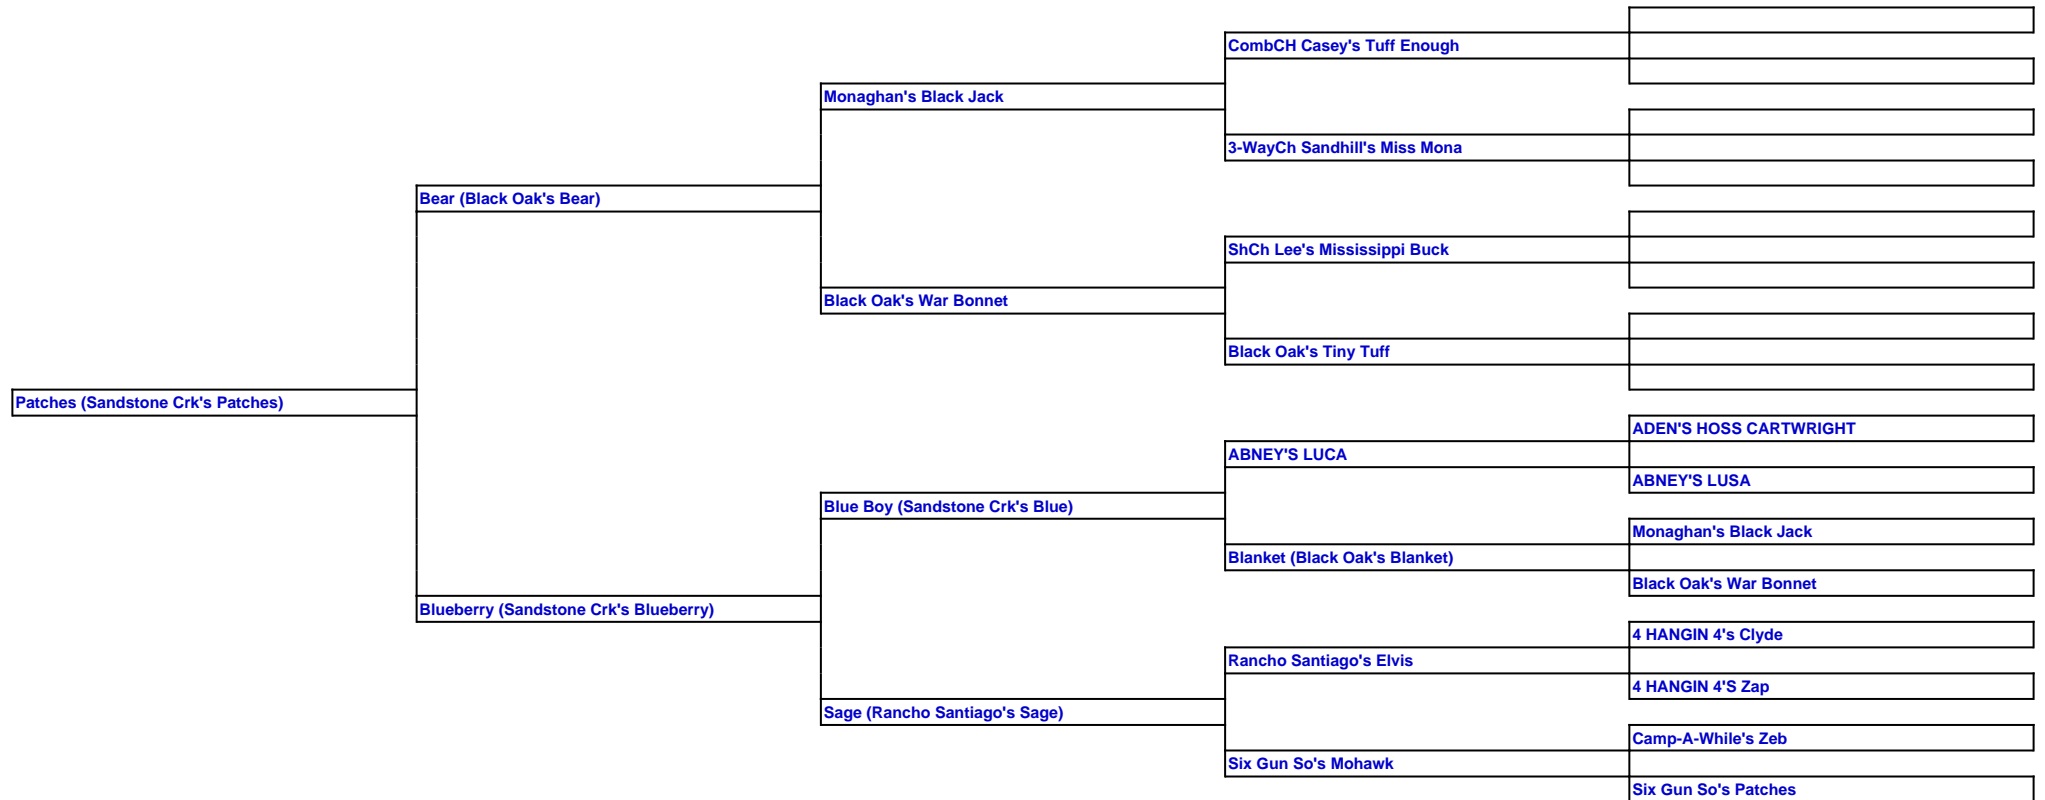 CombCH Casey's Tuff Enough
Monaghan's Black Jack
3-WayCh Sandhill's Miss Mona
Bear (Black Oak's Bear)
ShCh Lee's Mississippi Buck
Black Oak's War Bonnet
Black Oak's Tiny Tuff
Patches (Sandstone Crk's Patches)
ADEN'S HOSS CARTWRIGHT
ABNEY'S LUCA
ABNEY'S LUSA
Blue Boy (Sandstone Crk's Blue)
Monaghan's Black Jack
Blanket (Black Oak's Blanket)
Black Oak's War Bonnet
Blueberry (Sandstone Crk's Blueberry)
4 HANGIN 4's Clyde
Rancho Santiago's Elvis
4 HANGIN 4'S Zap
Sage (Rancho Santiago's Sage)
Camp-A-While's Zeb
Six Gun So's Mohawk
Six Gun So's Patches